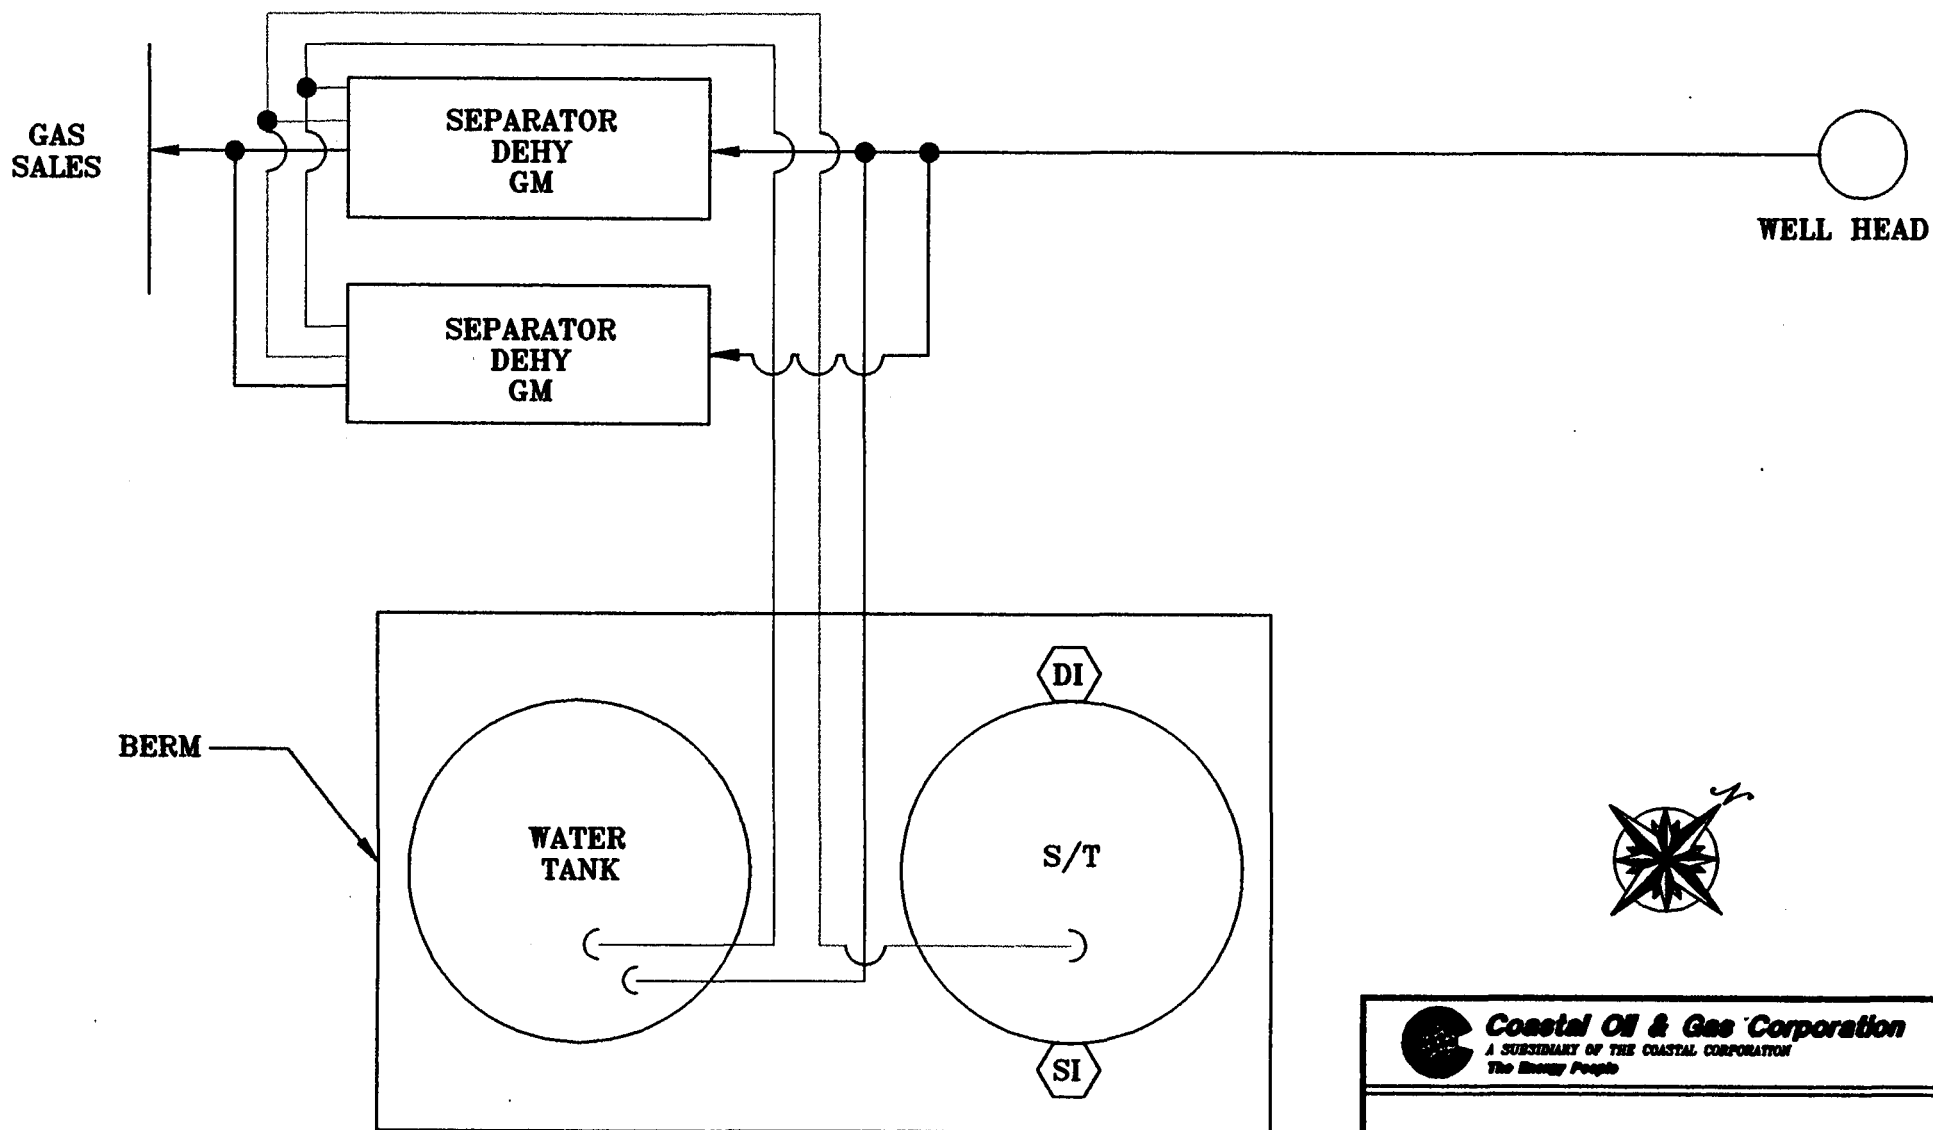 GAS
SALES
SEPARATOR
DEHY
GM
WELL HEAD
SEPARATOR
DEHY
GM
DI
BERM
WATER
TANK
S/T
N
SI
Coastal Oil & Gas Corporation
A SUBSIDIARY OF THE COASTAL CORPORATION
The Energy People